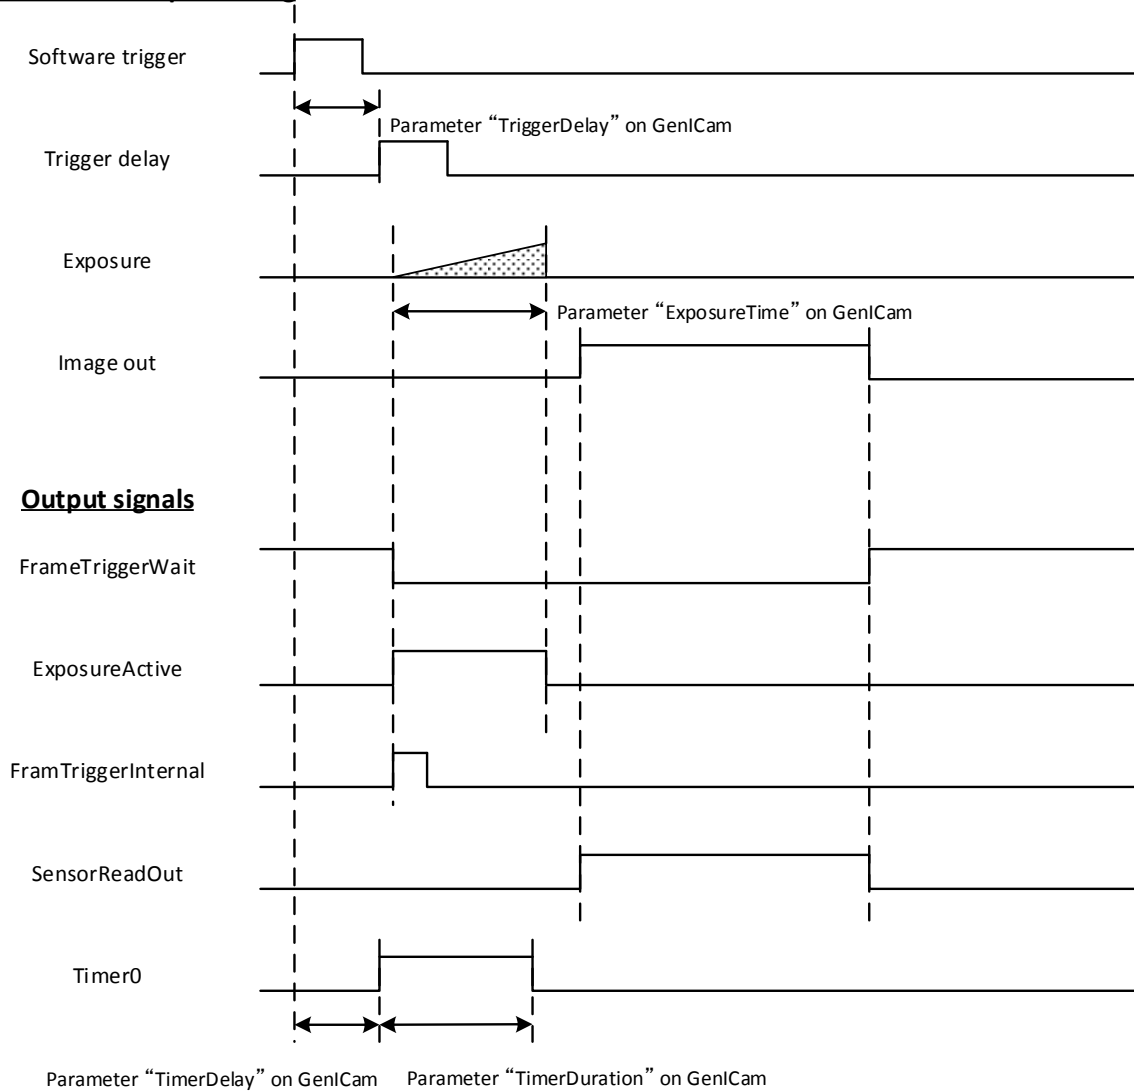 Software trigger
Parameter “TriggerDelay” on GenICam
Trigger delay
Exposure
Parameter “ExposureTime” on GenICam
Image out
Output signals
FrameTriggerWait
ExposureActive
FramTriggerInternal
SensorReadOut
Timer0
Parameter “TimerDelay” on GenICam Parameter “TimerDuration” on GenICam